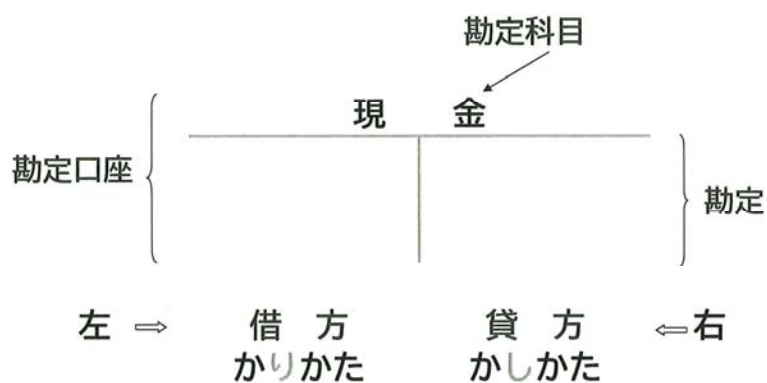 勘定科目
現 金
勘定口座
勘定
左 ⇨ 借 方 貸 方 ⇦ 右
かりかた かしかた